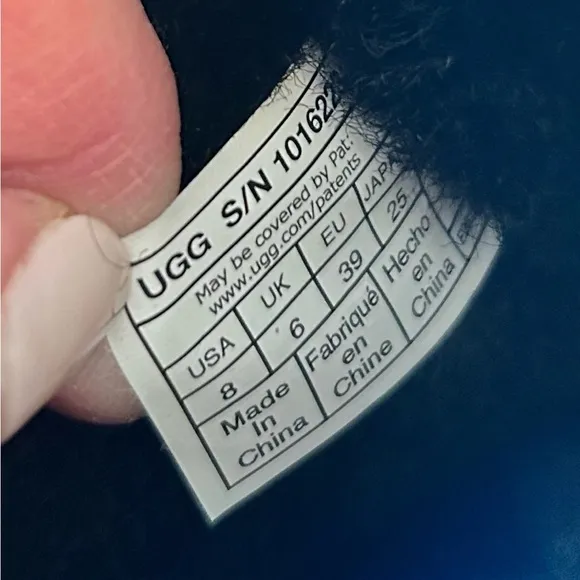 UGG S/N 101622
May be covered by Pat:
www.ugg.com/patents
USA UK EU JAPA
8 6 39 25
Made In China
Fabriqué en Chine
Hecho en China